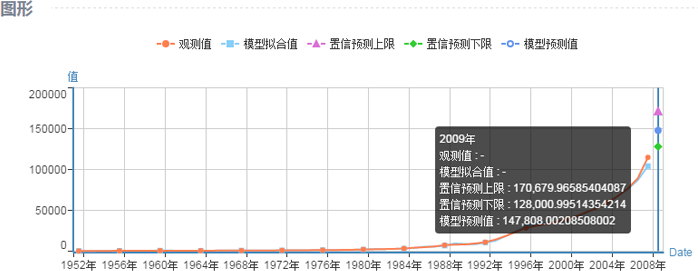 图形
观测值 模型拟合值 置信预测上限 置信预测下限 模型预测值
值
200000
150000
100000
50000
0
2009年
观测值 : -
模型拟合值 : -
置信预测上限 : 170,679.96585404087
置信预测下限 : 128,000.99514354214
模型预测值 : 147,808.00208508002
Date
1952年 1956年 1960年 1964年 1968年 1972年 1976年 1980年 1984年 1988年 1992年 1996年 2000年 2004年 2008年